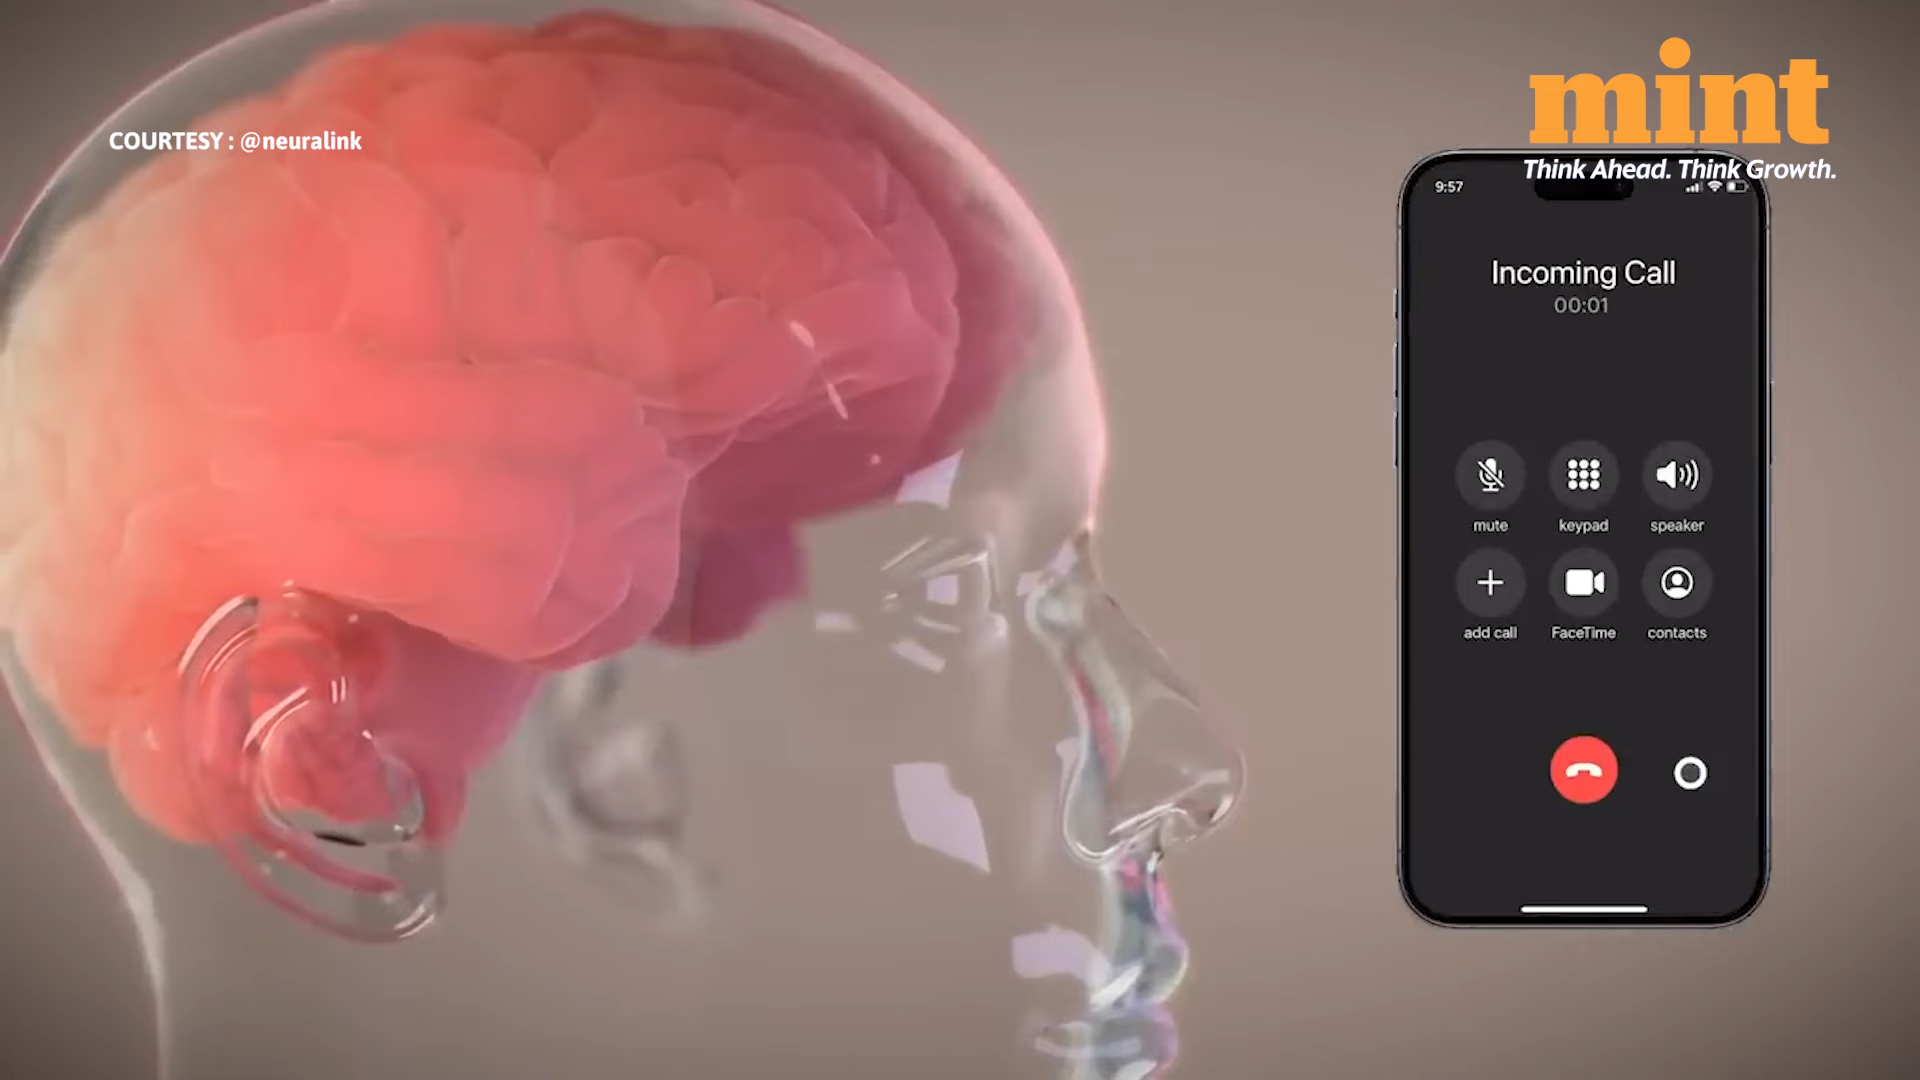 COURTESY : @neuralink
mint
Think Ahead. Think Growth.
9:57
Incoming Call
00:01
mute
keypad
speaker
add call
FaceTime
contacts